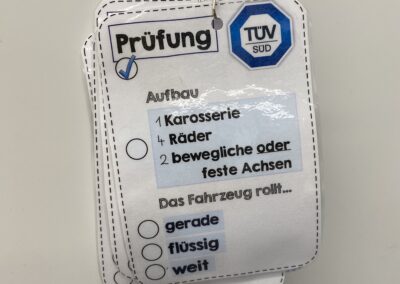 Prüfung
TÜV
SÜD
Aufbau
1 Karosserie
4 Räder
2 bewegliche oder
feste Achsen
Das Fahrzeug rollt...
gerade
flüssig
weit